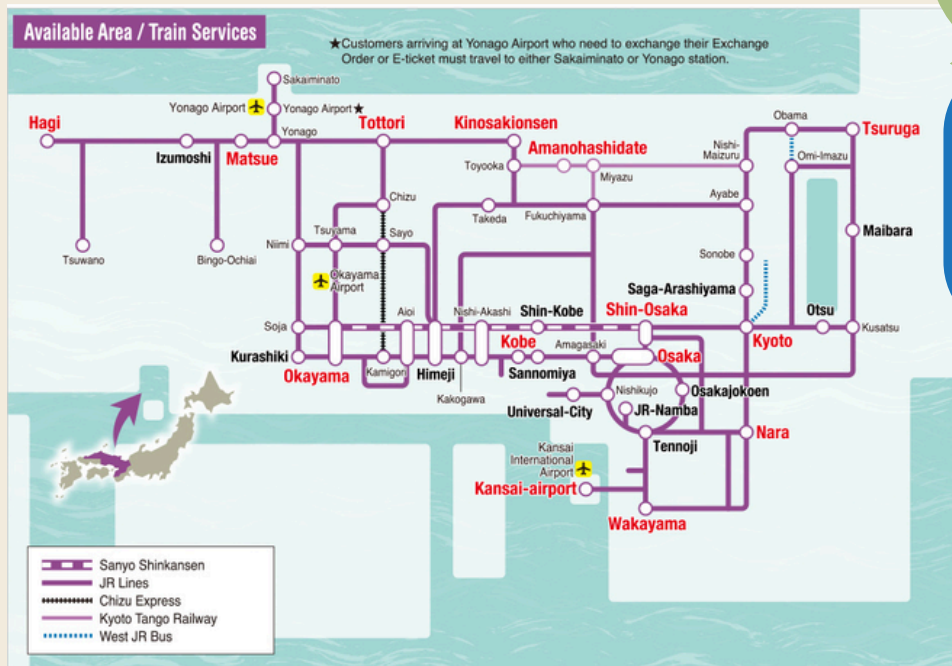 Available Area / Train Services
★Customers arriving at Yonago Airport who need to exchange their Exchange
Order or E-ticket must travel to either Sakaiminato or Yonago station.
Sakaiminato
Yonago Airport
Yonago Airport★
Hagi
Yonago
Tottori
Kinosakionsen
Obama
Tsuruga
Izumoshi
Matsue
Amanohashidate
Toyooka
Miyazu
Nishi-
Maizuru
Omi-Imazu
Chizu
Takeda
Fukuchiyama
Ayabe
Tsuwano
Bingo-Ochiai
Niimi
Tsuyama
Sayo
Maibara
Sonobe
Okayama
Airport
Saga-Arashiyama
Aioi
Nishi-Akashi
Shin-Kobe
Shin-Osaka
Otsu
Soja
Kobe
Amagasaki
Kyoto
Kusatsu
Kurashiki
Okayama
Kamigori
Himeji
Sannomiya
Osaka
Kakogawa
Universal-City
Nishikujo
Osakajokoen
JR-Namba
Tennoji
Nara
Kansai
International
Airport
Kansai-airport
Wakayama
Sanyo Shinkansen
JR Lines
Chizu Express
Kyoto Tango Railway
West JR Bus